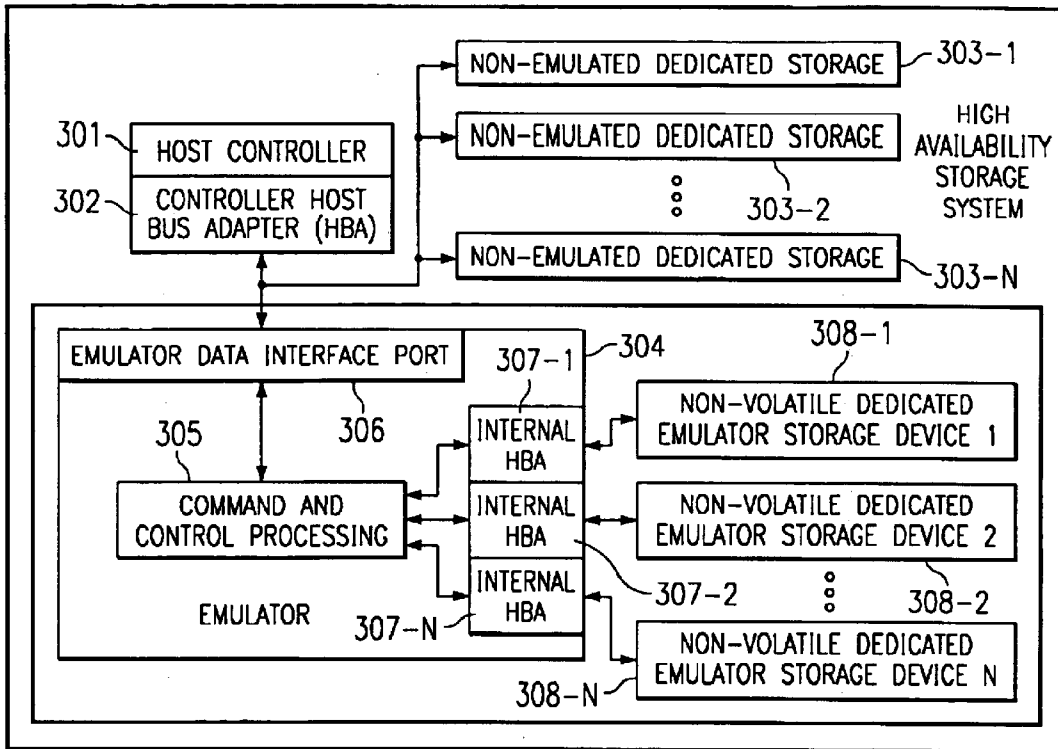 NON-EMULATED DEDICATED STORAGE
303-1
301
HOST CONTROLLER
302
CONTROLLER HOST
BUS ADAPTER (HBA)
NON-EMULATED DEDICATED STORAGE
303-2
HIGH
AVAILABILITY
STORAGE
SYSTEM
NON-EMULATED DEDICATED STORAGE
303-N
EMULATOR DATA INTERFACE PORT
306
304
307-1
308-1
305
COMMAND AND
CONTROL PROCESSING
INTERNAL
HBA
NON-VOLATILE DEDICATED
EMULATOR STORAGE DEVICE 1
INTERNAL
HBA
307-2
NON-VOLATILE DEDICATED
EMULATOR STORAGE DEVICE 2
308-2
EMULATOR
307-N
INTERNAL
HBA
NON-VOLATILE DEDICATED
EMULATOR STORAGE DEVICE N
308-N